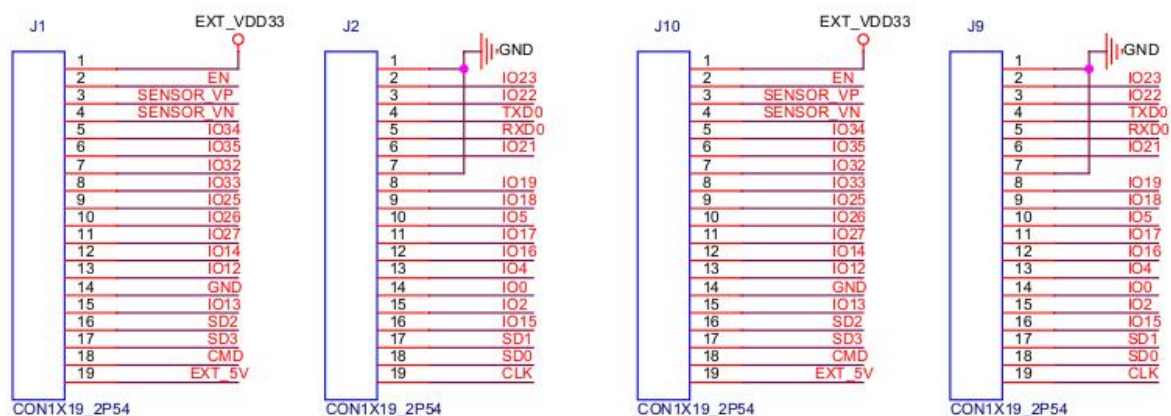 J1 EXT_VDD33
1
2 EN
3 SENSOR_VP
4 SENSOR_VN
5 IO34
6 IO35
7 IO32
8 IO33
9 IO25
10 IO26
11 IO27
12 IO14
13 IO12
14 GND
15 IO13
16 SD2
17 SD3
18 CMD
19 EXT_5V
CON1X19_2P54
J2
GND
1
2 IO23
3 IO22
4 TXD0
5 RXD0
6 IO21
7
8 IO19
9 IO18
10 IO5
11 IO17
12 IO16
13 IO4
14 IO0
15 IO2
16 IO15
17 SD1
18 SD0
19 CLK
CON1X19_2P54
J10 EXT_VDD33
1
2 EN
3 SENSOR_VP
4 SENSOR_VN
5 IO34
6 IO35
7 IO32
8 IO33
9 IO25
10 IO26
11 IO27
12 IO14
13 IO12
14 GND
15 IO13
16 SD2
17 SD3
18 CMD
19 EXT_5V
CON1X19_2P54
J9
GND
1
2 IO23
3 IO22
4 TXD0
5 RXD0
6 IO21
7
8 IO19
9 IO18
10 IO5
11 IO17
12 IO16
13 IO4
14 IO0
15 IO2
16 IO15
17 SD1
18 SD0
19 CLK
CON1X19_2P54